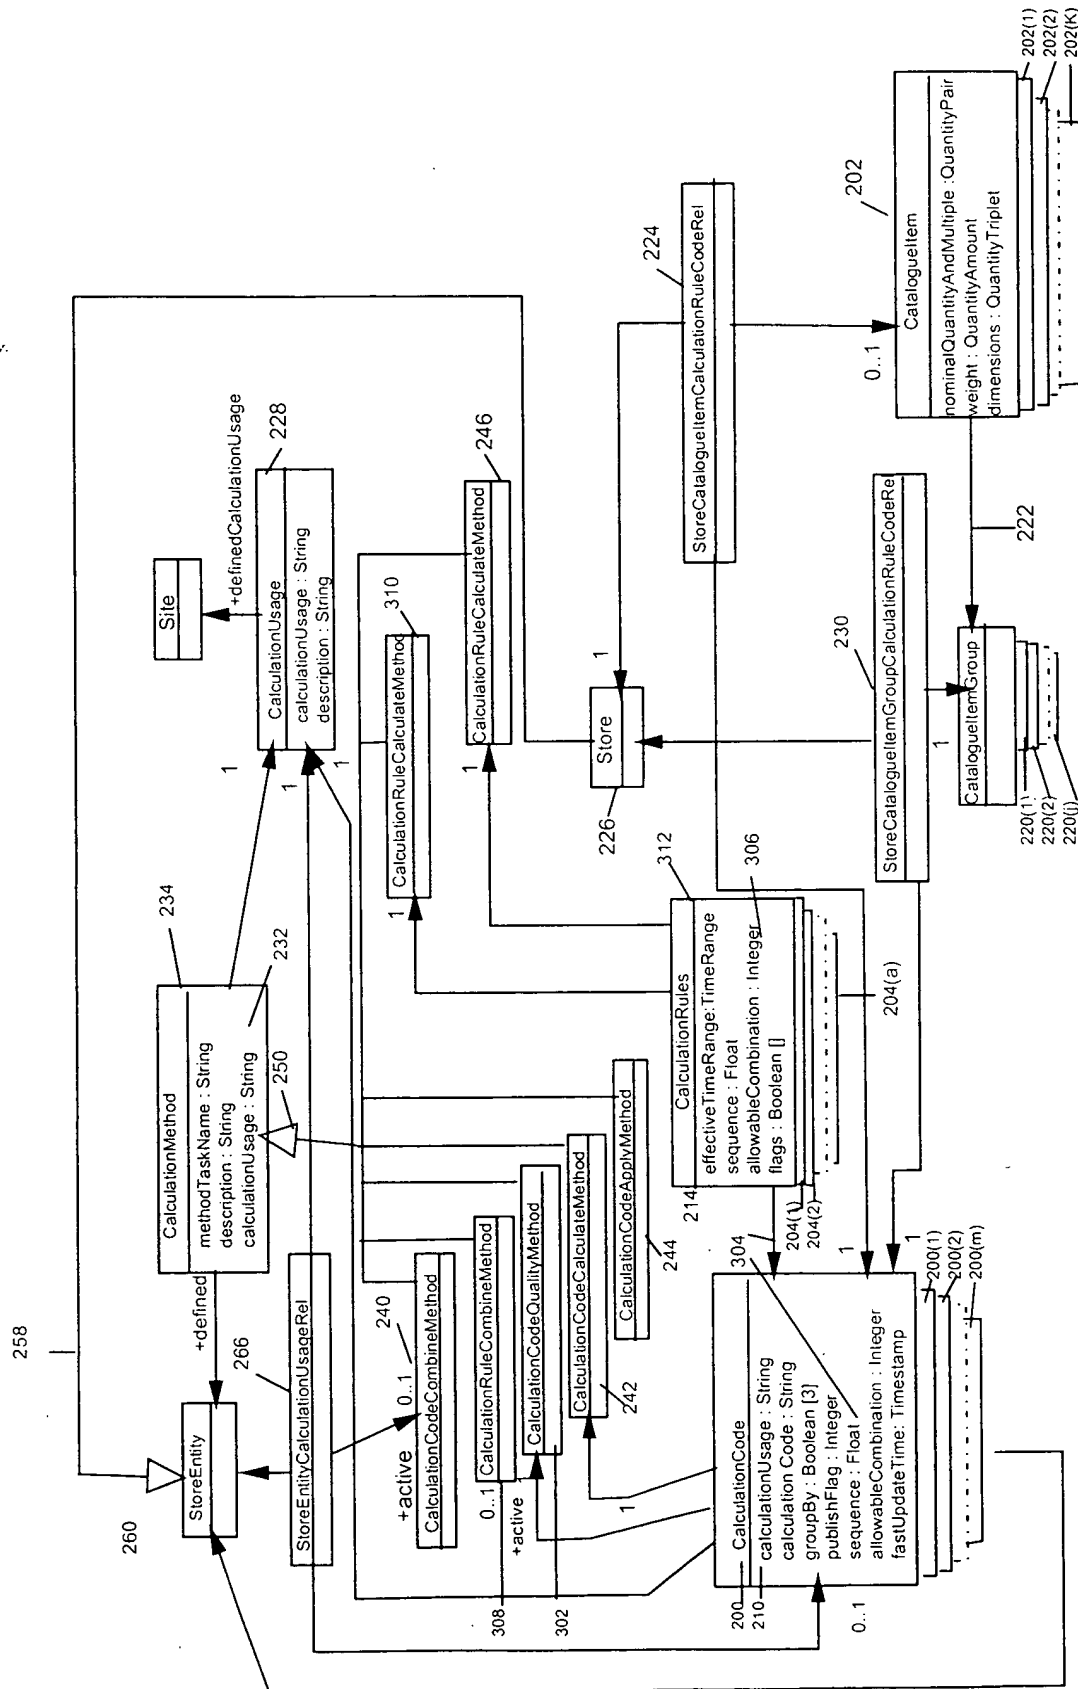 258
260
StoreEntity
+defined
266
StoreEntityCalculationUsageRel
CalculationMethod
methodTaskName : String
description : String
calculationUsage : String
234
232
250
Site
+definedCalculationUsage
CalculationUsage
calculationUsage : String
description : String
228
1
1
1
240
+active
0..1
CalculationCodeCombineMethod
0..1
CalculationRuleCombineMethod
308
+active
CalculationCodeQualityMethod
302
CalculationCodeCalculateMethod
242
1
CalculationCodeApplyMethod
244
CalculationRuleCalculateMethod
310
1
CalculationRuleCalculateMethod
246
1
Store
226
1
StoreCatalogueItemCalculationRuleCodeRel
224
0..1
CatalogueItem
nominalQuantityAndMultiple :QuantityPair
weight : QuantityAmount
dimensions : QuantityTriplet
202
202(1)
202(2)
202(K)
222
StoreCatalogueItemGroupCalculationRuleCodeRel
230
1
CatalogueItemGroup
220(1)
220(2)
220(j)
CalculationRules
effectiveTimeRange:TimeRange
sequence : Float
allowableCombination : Integer
flags : Boolean []
312
306
214
204(1)
204(2)
204(a)
304
1
1
CalculationCode
calculationUsage : String
calculation Code : String
groupBy : Boolean [3]
publishFlag : Integer
sequence : Float
allowableCombination : Integer
fastUpdateTime: Timestamp
200
210
0..1
200(1)
200(2)
200(m)